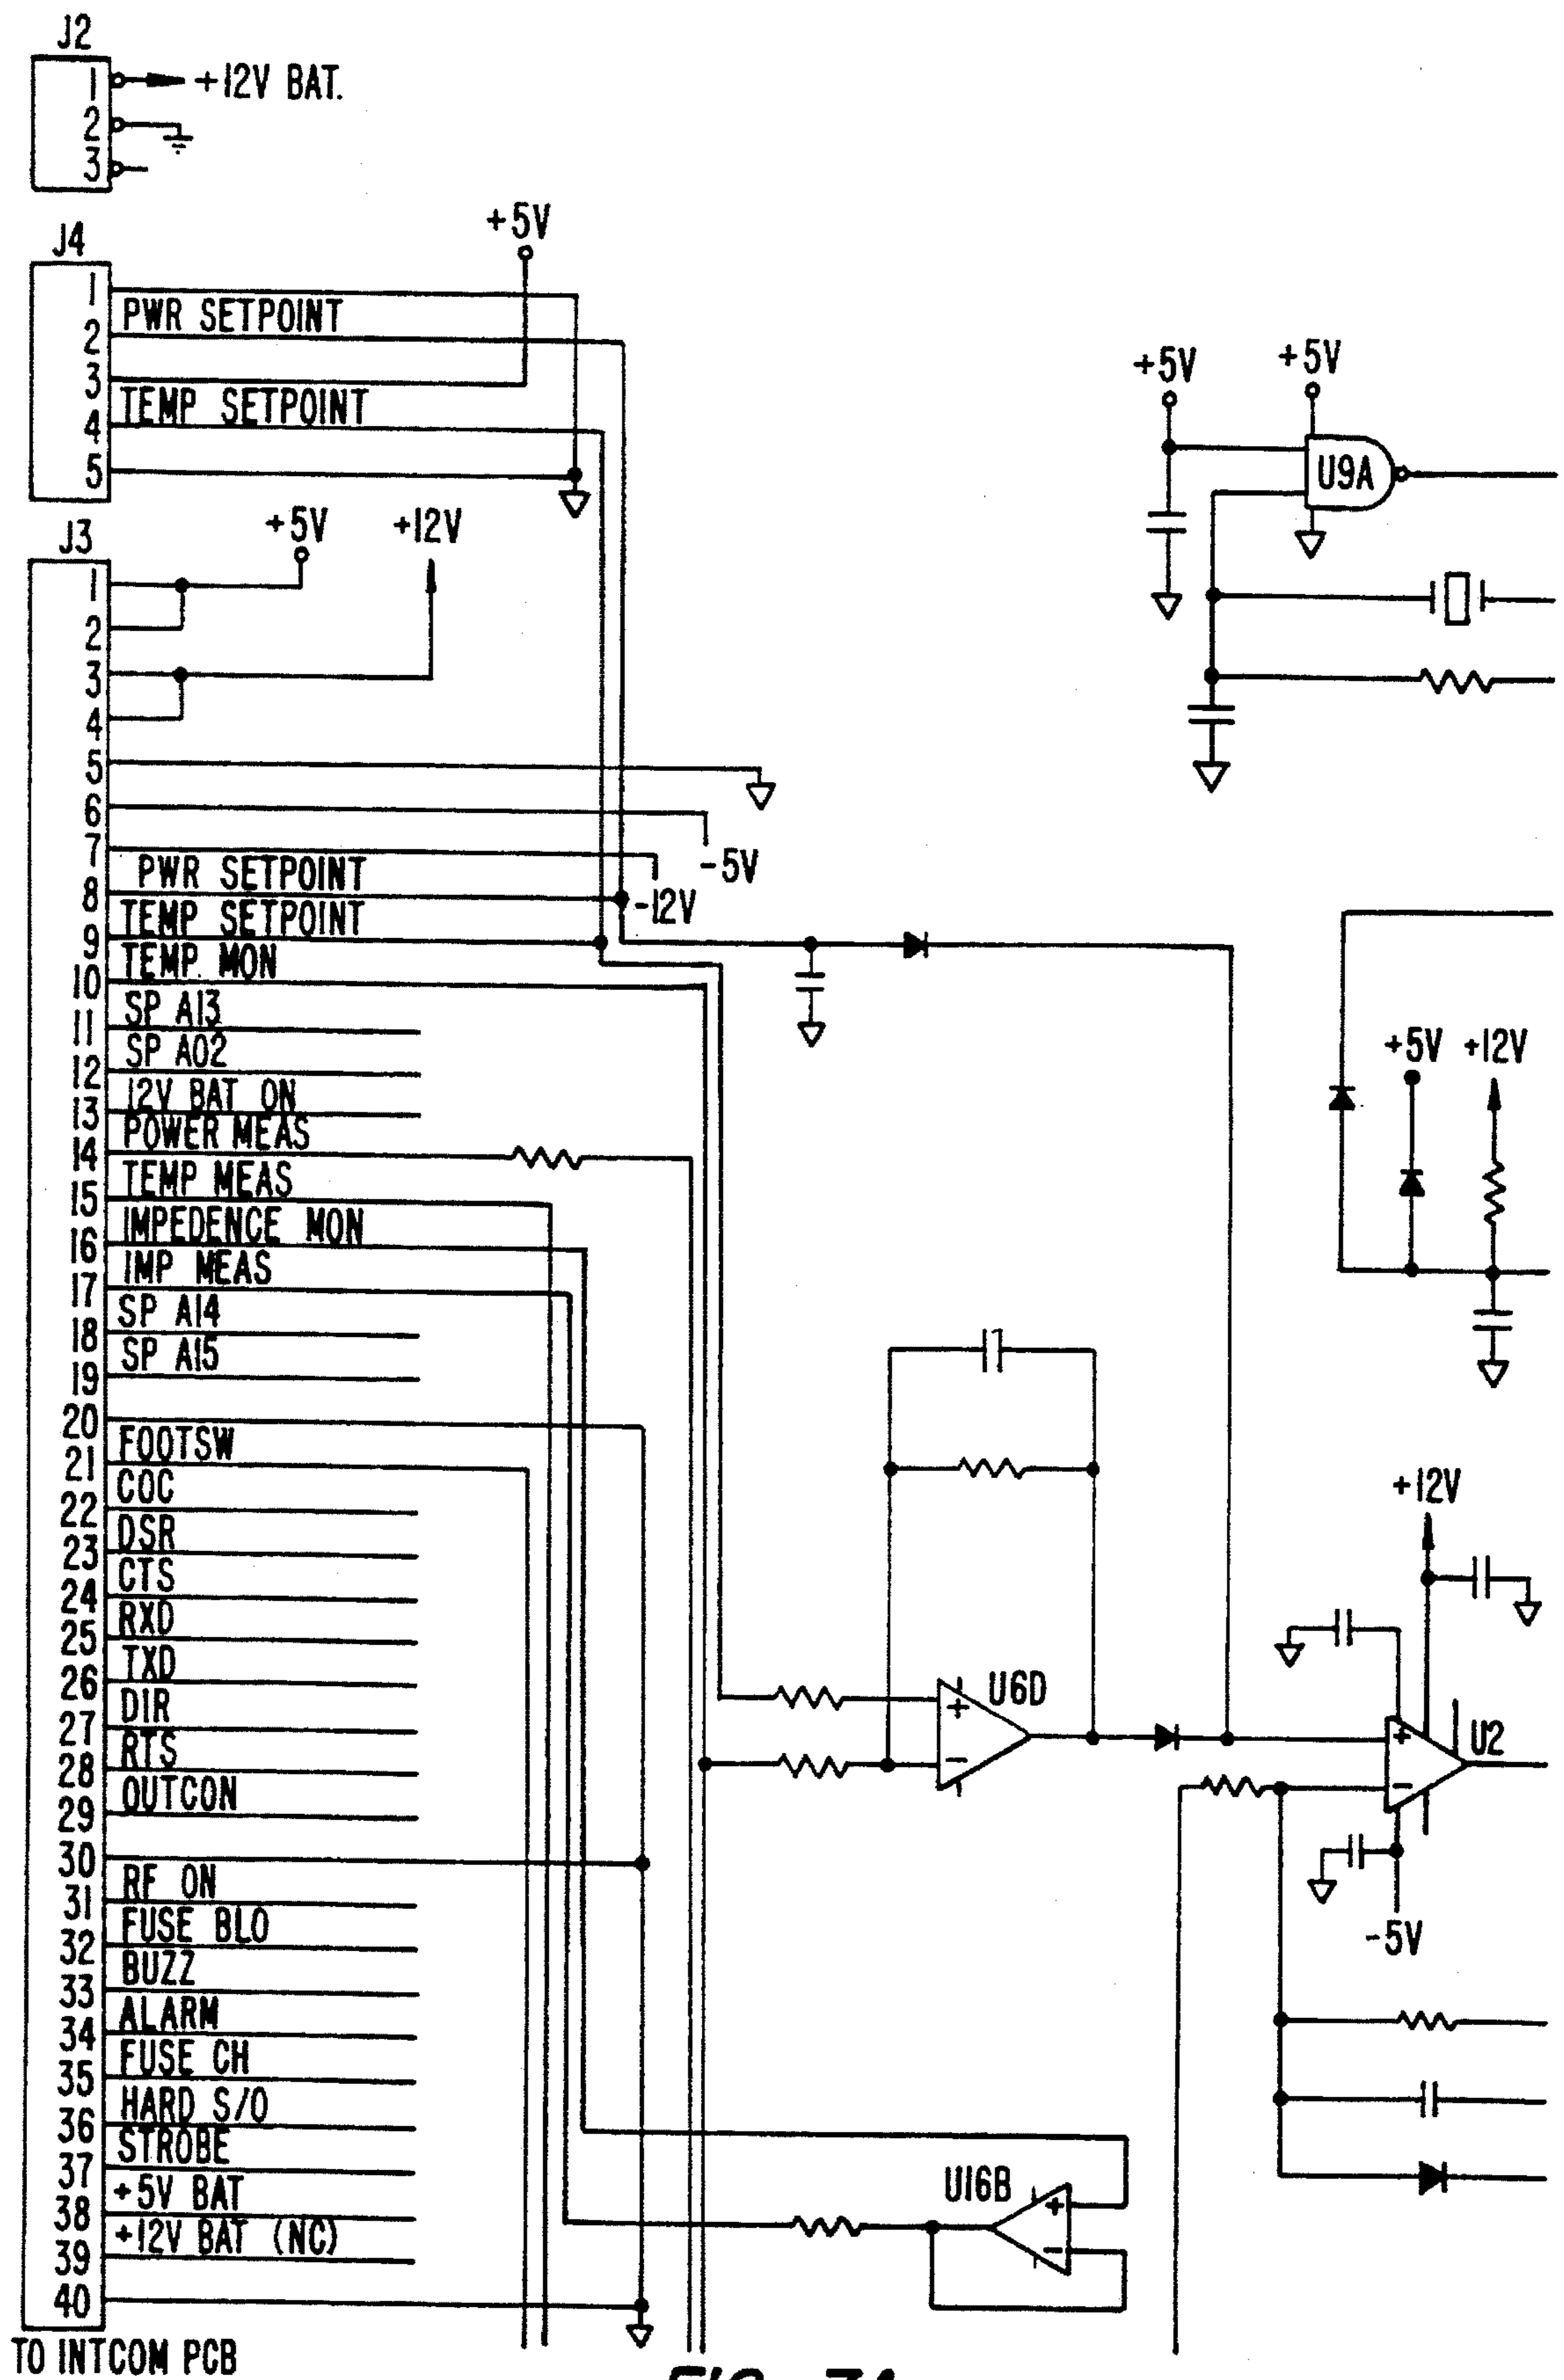 J2
1 +12V BAT.
2
3
J4
+5V
1
PWR SETPOINT
2
3
TEMP SETPOINT
4
5
+5V
+5V
U9A
J3
+5V
+12V
1
2
3
4
5
6
7
-5V
PWR SETPOINT
8
-12V
TEMP SETPOINT
9
TEMP MON
10
SP A13
11
SP A02
12
12V BAT ON
13
POWER MEAS
14
TEMP MEAS
15
IMPEDENCE MON
16
IMP MEAS
17
SP A14
18
SP A15
19
20
FOOTSW
21
COC
22
DSR
23
CTS
24
RXD
25
TXD
26
DIR
27
RTS
28
OUTCON
29
30
RF ON
31
FUSE BLO
32
BUZZ
33
ALARM
34
FUSE CH
35
HARD S/O
36
STROBE
37
+5V BAT
38
+12V BAT (NC)
39
40
TO INTCOM PCB
+5V +12V
+12V
+
U6D
-
+
U2
-
-5V
U16B
+
-